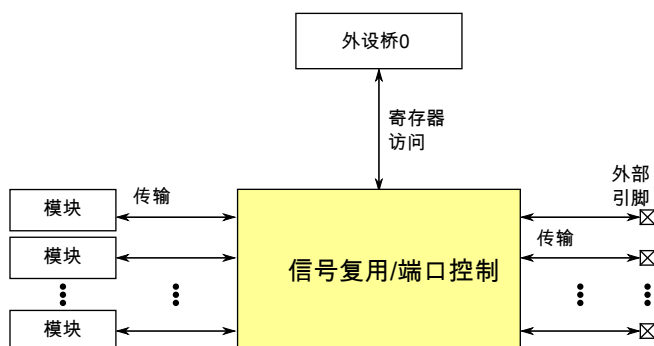 外设桥0
寄存器
访问
外部
引脚
模块
传输
模块
传输
信号复用/端口控制
模块